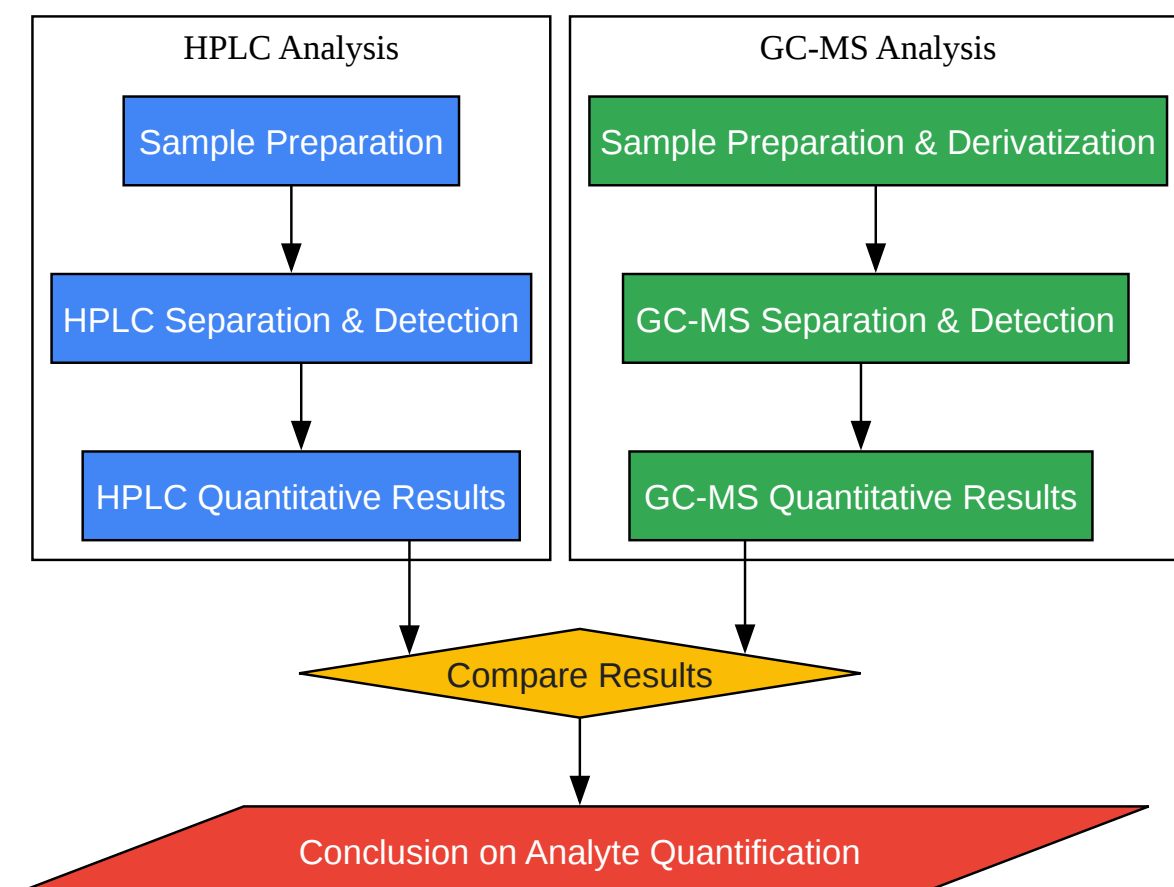 HPLC Analysis
Sample Preparation
HPLC Separation & Detection
HPLC Quantitative Results
GC-MS Analysis
Sample Preparation & Derivatization
GC-MS Separation & Detection
GC-MS Quantitative Results
Compare Results
Conclusion on Analyte Quantification